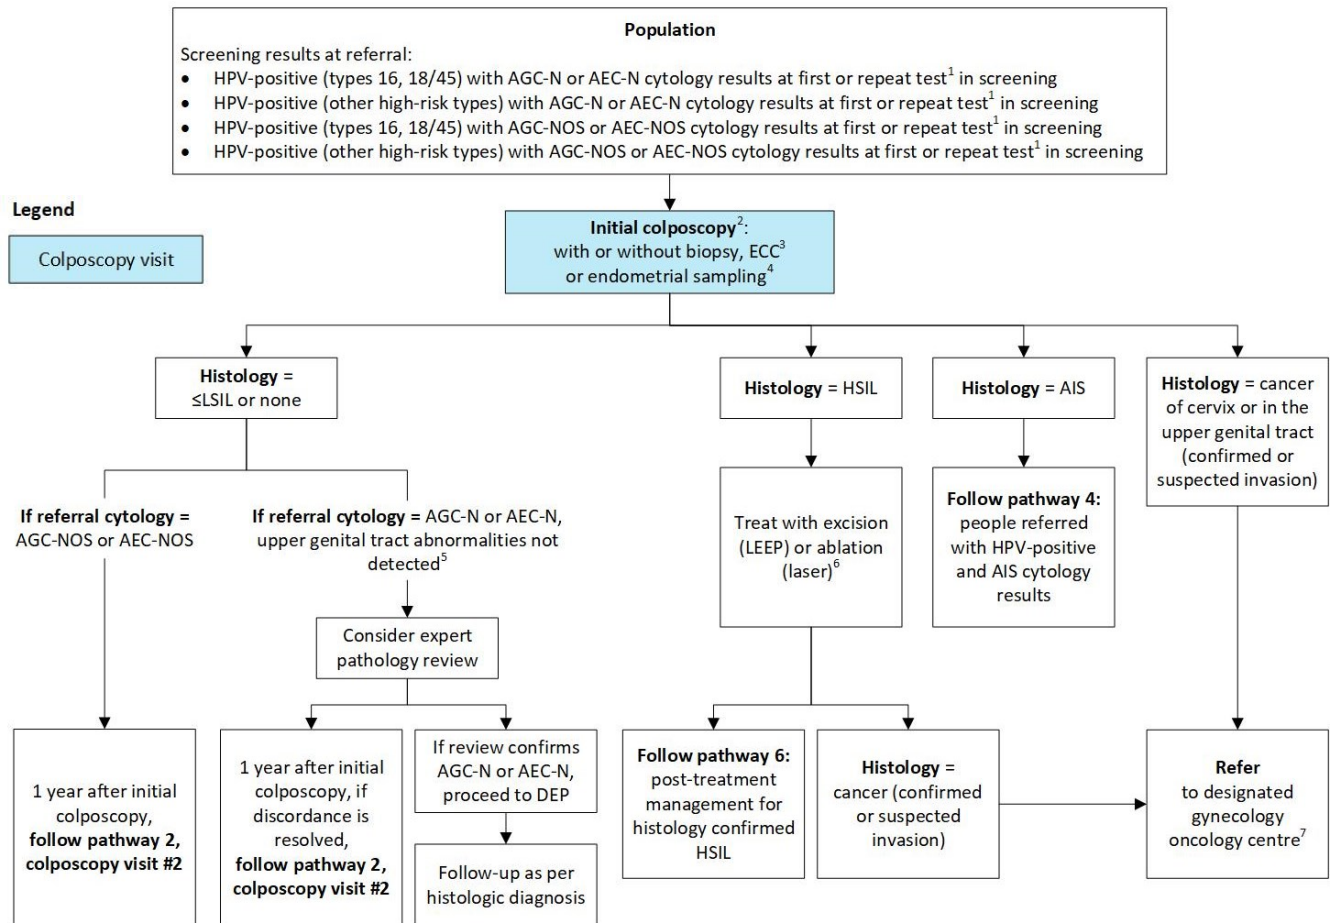 Population
Screening results at referral:
• HPV-positive (types 16, 18/45) with AGC-N or AEC-N cytology results at first or repeat test1 in screening
• HPV-positive (other high-risk types) with AGC-N or AEC-N cytology results at first or repeat test1 in screening
• HPV-positive (types 16, 18/45) with AGC-NOS or AEC-NOS cytology results at first or repeat test1 in screening
• HPV-positive (other high-risk types) with AGC-NOS or AEC-NOS cytology results at first or repeat test1 in screening
Legend
Colposcopy visit
Initial colposcopy2:
with or without biopsy, ECC3
or endometrial sampling4
Histology =
≤LSIL or none
Histology = HSIL
Histology = AIS
Histology = cancer
of cervix or in the
upper genital tract
(confirmed or
suspected invasion)
If referral cytology =
AGC-NOS or AEC-NOS
If referral cytology = AGC-N or AEC-N,
upper genital tract abnormalities not
detected5
Treat with excision
(LEEP) or ablation
(laser)6
Follow pathway 4:
people referred
with HPV-positive
and AIS cytology
results
Consider expert
pathology review
1 year after initial
colposcopy,
follow pathway 2,
colposcopy visit #2
1 year after initial
colposcopy, if
discordance is
resolved,
follow pathway 2,
colposcopy visit #2
If review confirms
AGC-N or AEC-N,
proceed to DEP
Follow-up as per
histologic diagnosis
Follow pathway 6:
post-treatment
management for
histology confirmed
HSIL
Histology =
cancer (confirmed
or suspected
invasion)
Refer
to designated
gynecology
oncology centre7